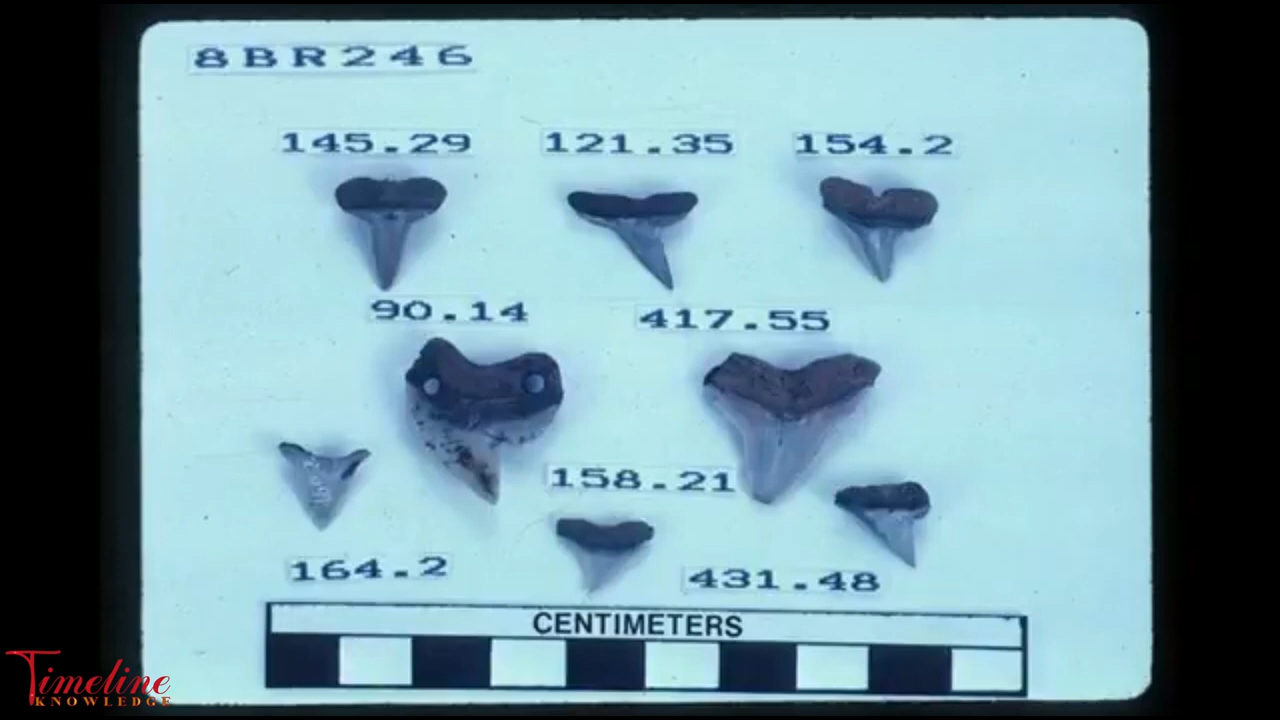 8BR246
145.29 121.35 154.2
90.14 417.55
158.21
164.2 431.48
CENTIMETERS
Timeline
KNOWLEDGE